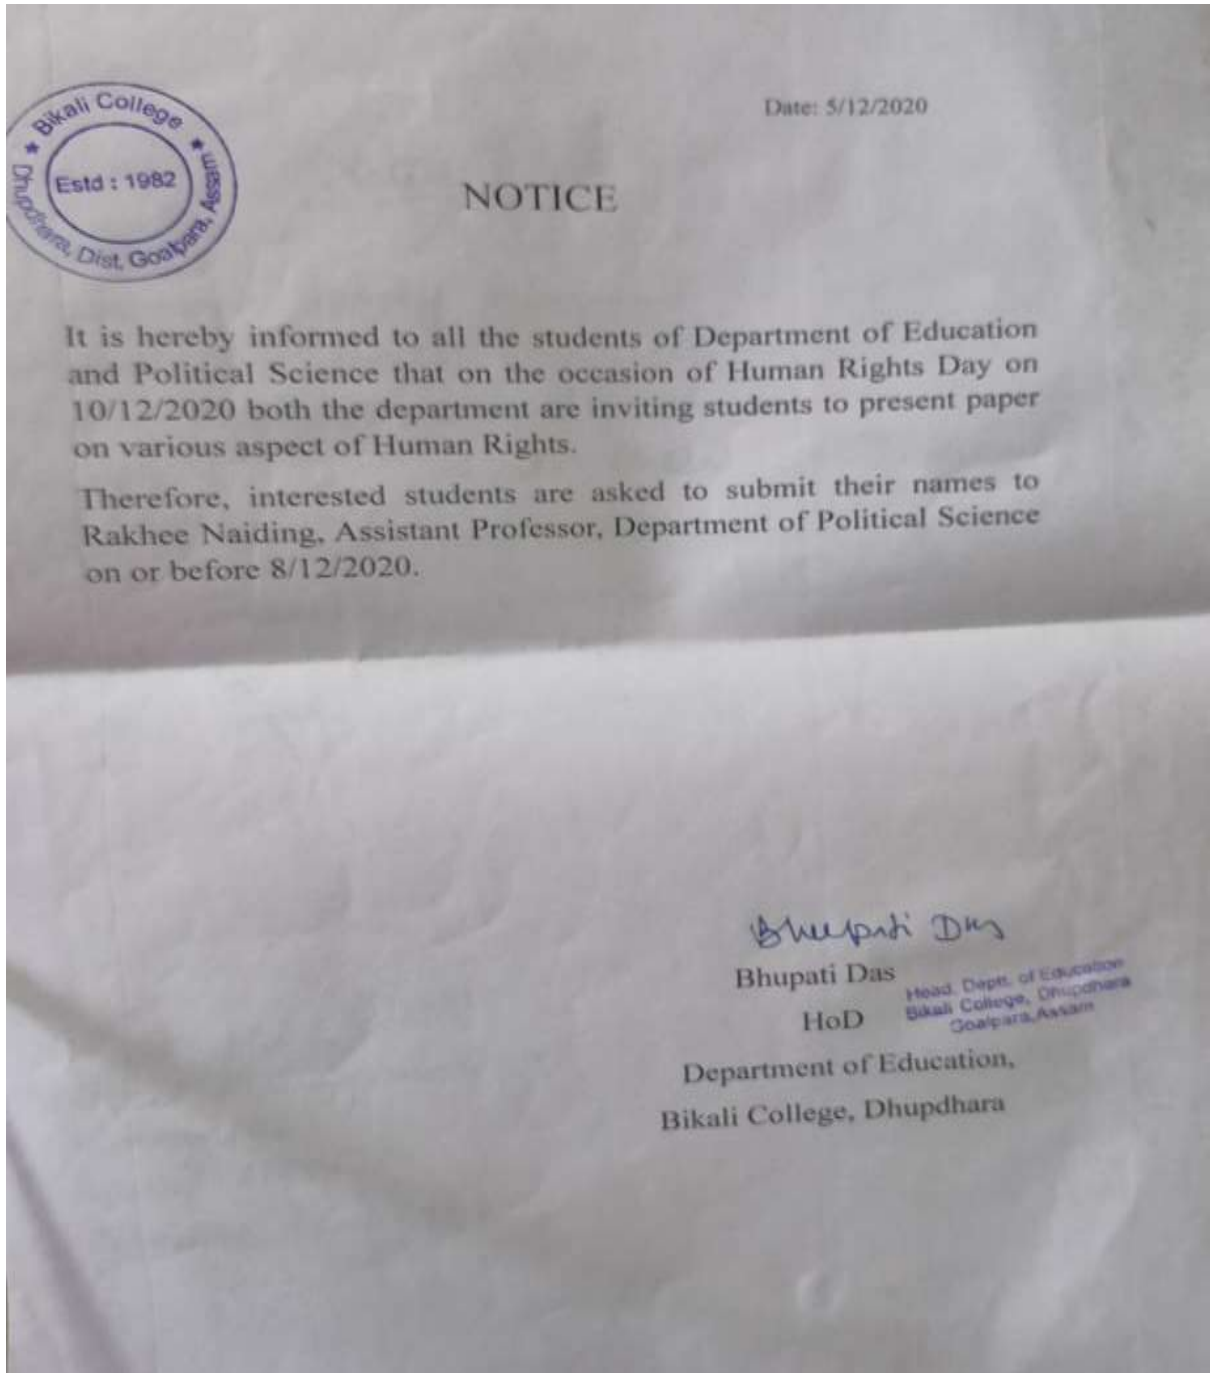 Bikali College
Estd : 1982
Dhupdhara, Dist, Goalpara, Assam
Date: 5/12/2020
NOTICE
It is hereby informed to all the students of Department of Education
and Political Science that on the occasion of Human Rights Day on
10/12/2020 both the department are inviting students to present paper
on various aspect of Human Rights.
Therefore, interested students are asked to submit their names to
Rakhee Naiding, Assistant Professor, Department of Political Science
on or before 8/12/2020.
Bhupati Das
Bhupati Das
HoD
Head, Deptt. of Education
Bikali College, Dhupdhara
Goalpara, Assam
Department of Education,
Bikali College, Dhupdhara